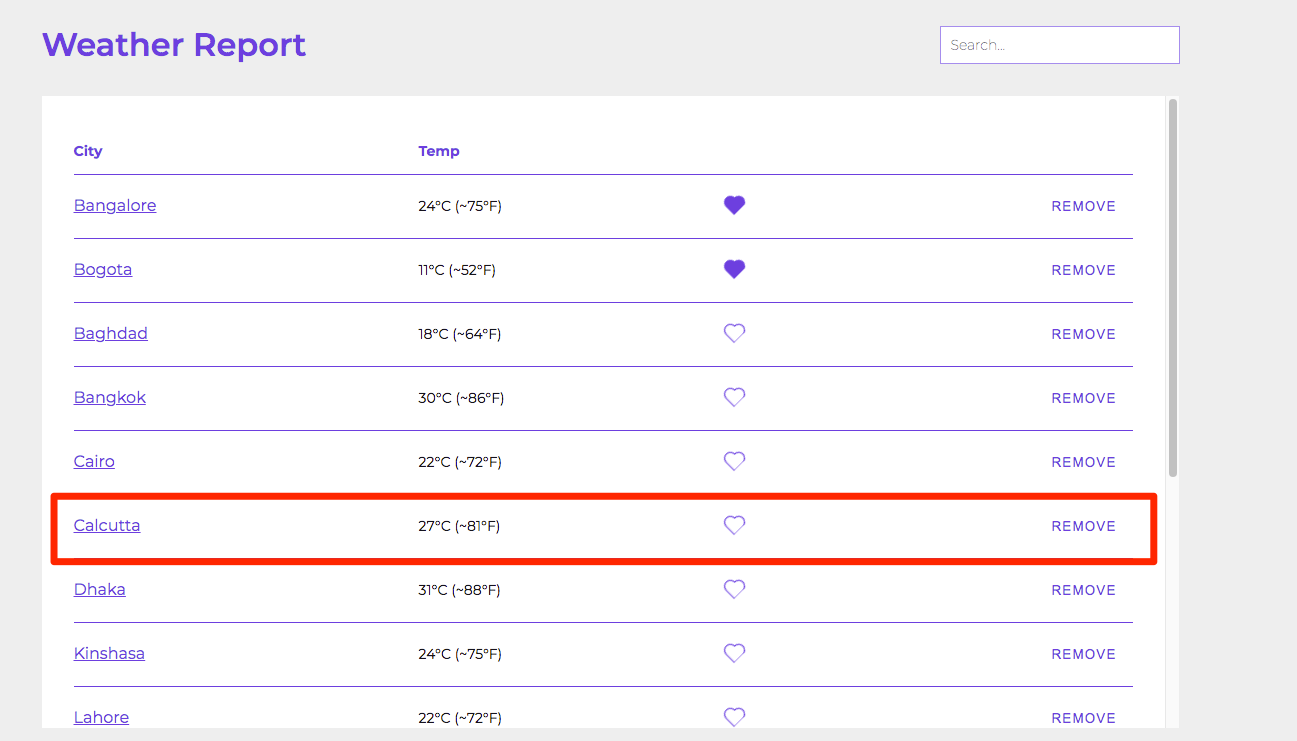 Weather Report
Search...
City Temp
Bangalore 24°C (~75°F) REMOVE
Bogota 11°C (~52°F) REMOVE
Baghdad 18°C (~64°F) REMOVE
Bangkok 30°C (~86°F) REMOVE
Cairo 22°C (~72°F) REMOVE
Calcutta 27°C (~81°F) REMOVE
Dhaka 31°C (~88°F) REMOVE
Kinshasa 24°C (~75°F) REMOVE
Lahore 22°C (~72°F) REMOVE